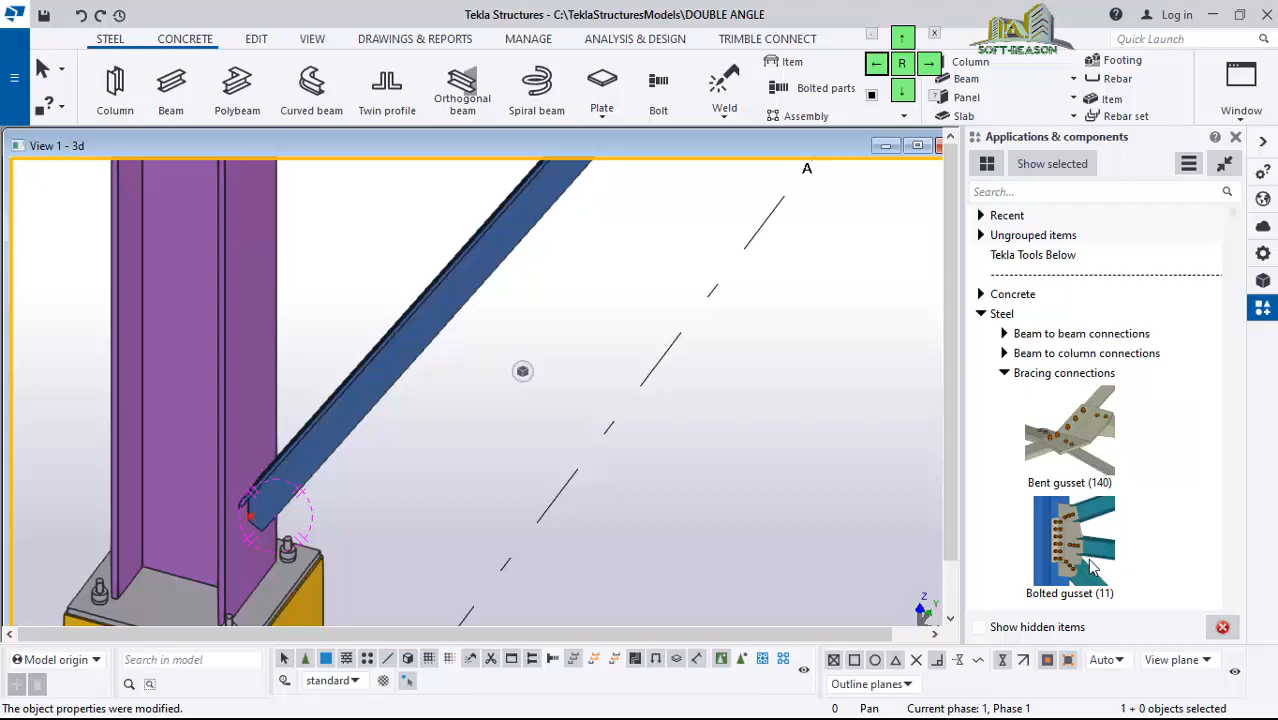 Tekla Structures - C:\TeklaStructuresModels\DOUBLE ANGLE
Log in
SOFT-REASON
STEEL CONCRETE EDIT VIEW DRAWINGS & REPORTS MANAGE ANALYSIS & DESIGN TRIMBLE CONNECT
Quick Launch
Column Beam Polybeam Curved beam Twin profile Orthogonal beam Spiral beam Plate Bolt Weld
Item
Bolted parts
Assembly
R
Column
Beam
Panel
Slab
Footing
Rebar
Item
Rebar set
Window
View 1 - 3d
A
Z
Y
Applications & components
Show selected
Search...
Recent
Ungrouped items
Tekla Tools Below
Concrete
Steel
Beam to beam connections
Beam to column connections
Bracing connections
Bent gusset (140)
Bolted gusset (11)
Show hidden items
Model origin
Search in model
standard
Auto
View plane
Outline planes
The object properties were modified.
0 Pan Current phase: 1, Phase 1 1 + 0 objects selected